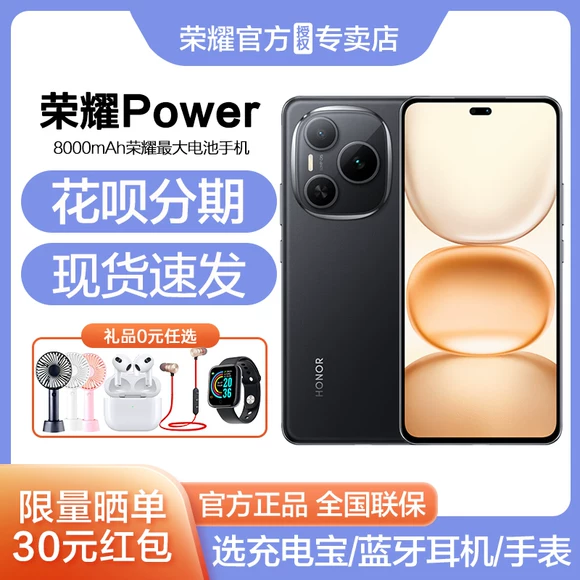 荣耀官方授权专卖店
荣耀Power
8000mAh荣耀最大电池手机
花呗分期
现货速发
礼品0元任选
HONOR
限量晒单
30元红包
官方正品 全国联保
选充电宝/蓝牙耳机/手表